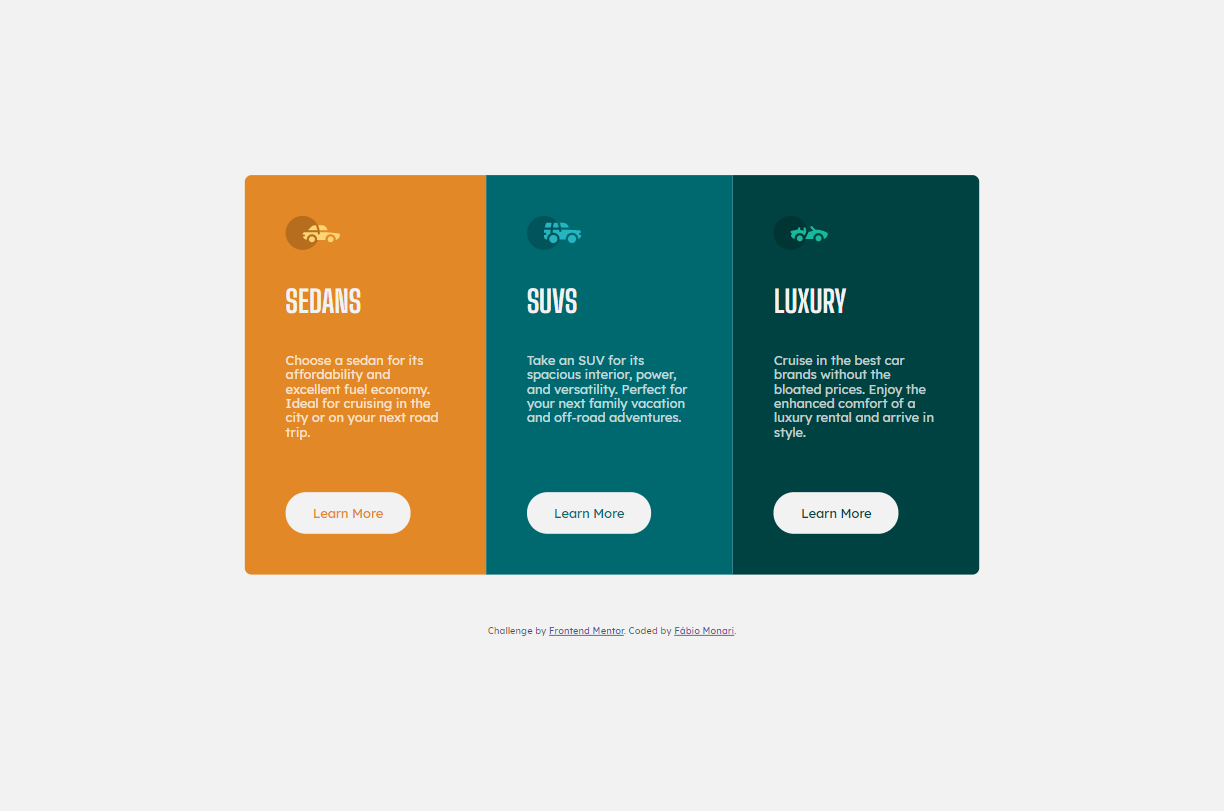 SEDANS
Choose a sedan for its
affordability and
excellent fuel economy.
Ideal for cruising in the
city or on your next road
trip.
Learn More
SUVS
Take an SUV for its
spacious interior, power,
and versatility. Perfect for
your next family vacation
and off-road adventures.
Learn More
LUXURY
Cruise in the best car
brands without the
bloated prices. Enjoy the
enhanced comfort of a
luxury rental and arrive in
style.
Learn More
Challenge by Frontend Mentor. Coded by Fábio Monari.